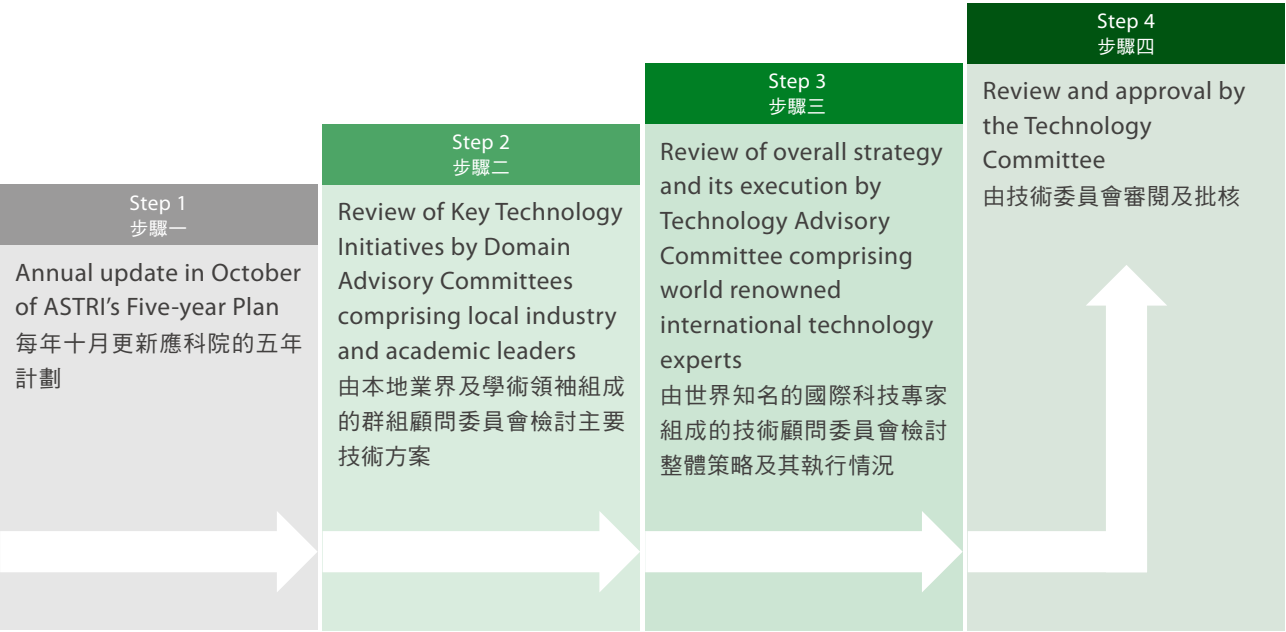 Step 1
步驟一
Annual update in October
of ASTRI's Five-year Plan
每年十月更新應科院的五年
計劃
Step 2
步驟二
Review of Key Technology
Initiatives by Domain
Advisory Committees
comprising local industry
and academic leaders
由本地業界及學術領袖組成
的群組顧問委員會檢討主要
技術方案
Step 3
步驟三
Review of overall strategy
and its execution by
Technology Advisory
Committee comprising
world renowned
international technology
experts
由世界知名的國際科技專家
組成的技術顧問委員會檢討
整體策略及其執行情況
Step 4
步驟四
Review and approval by
the Technology
Committee
由技術委員會審閱及批核